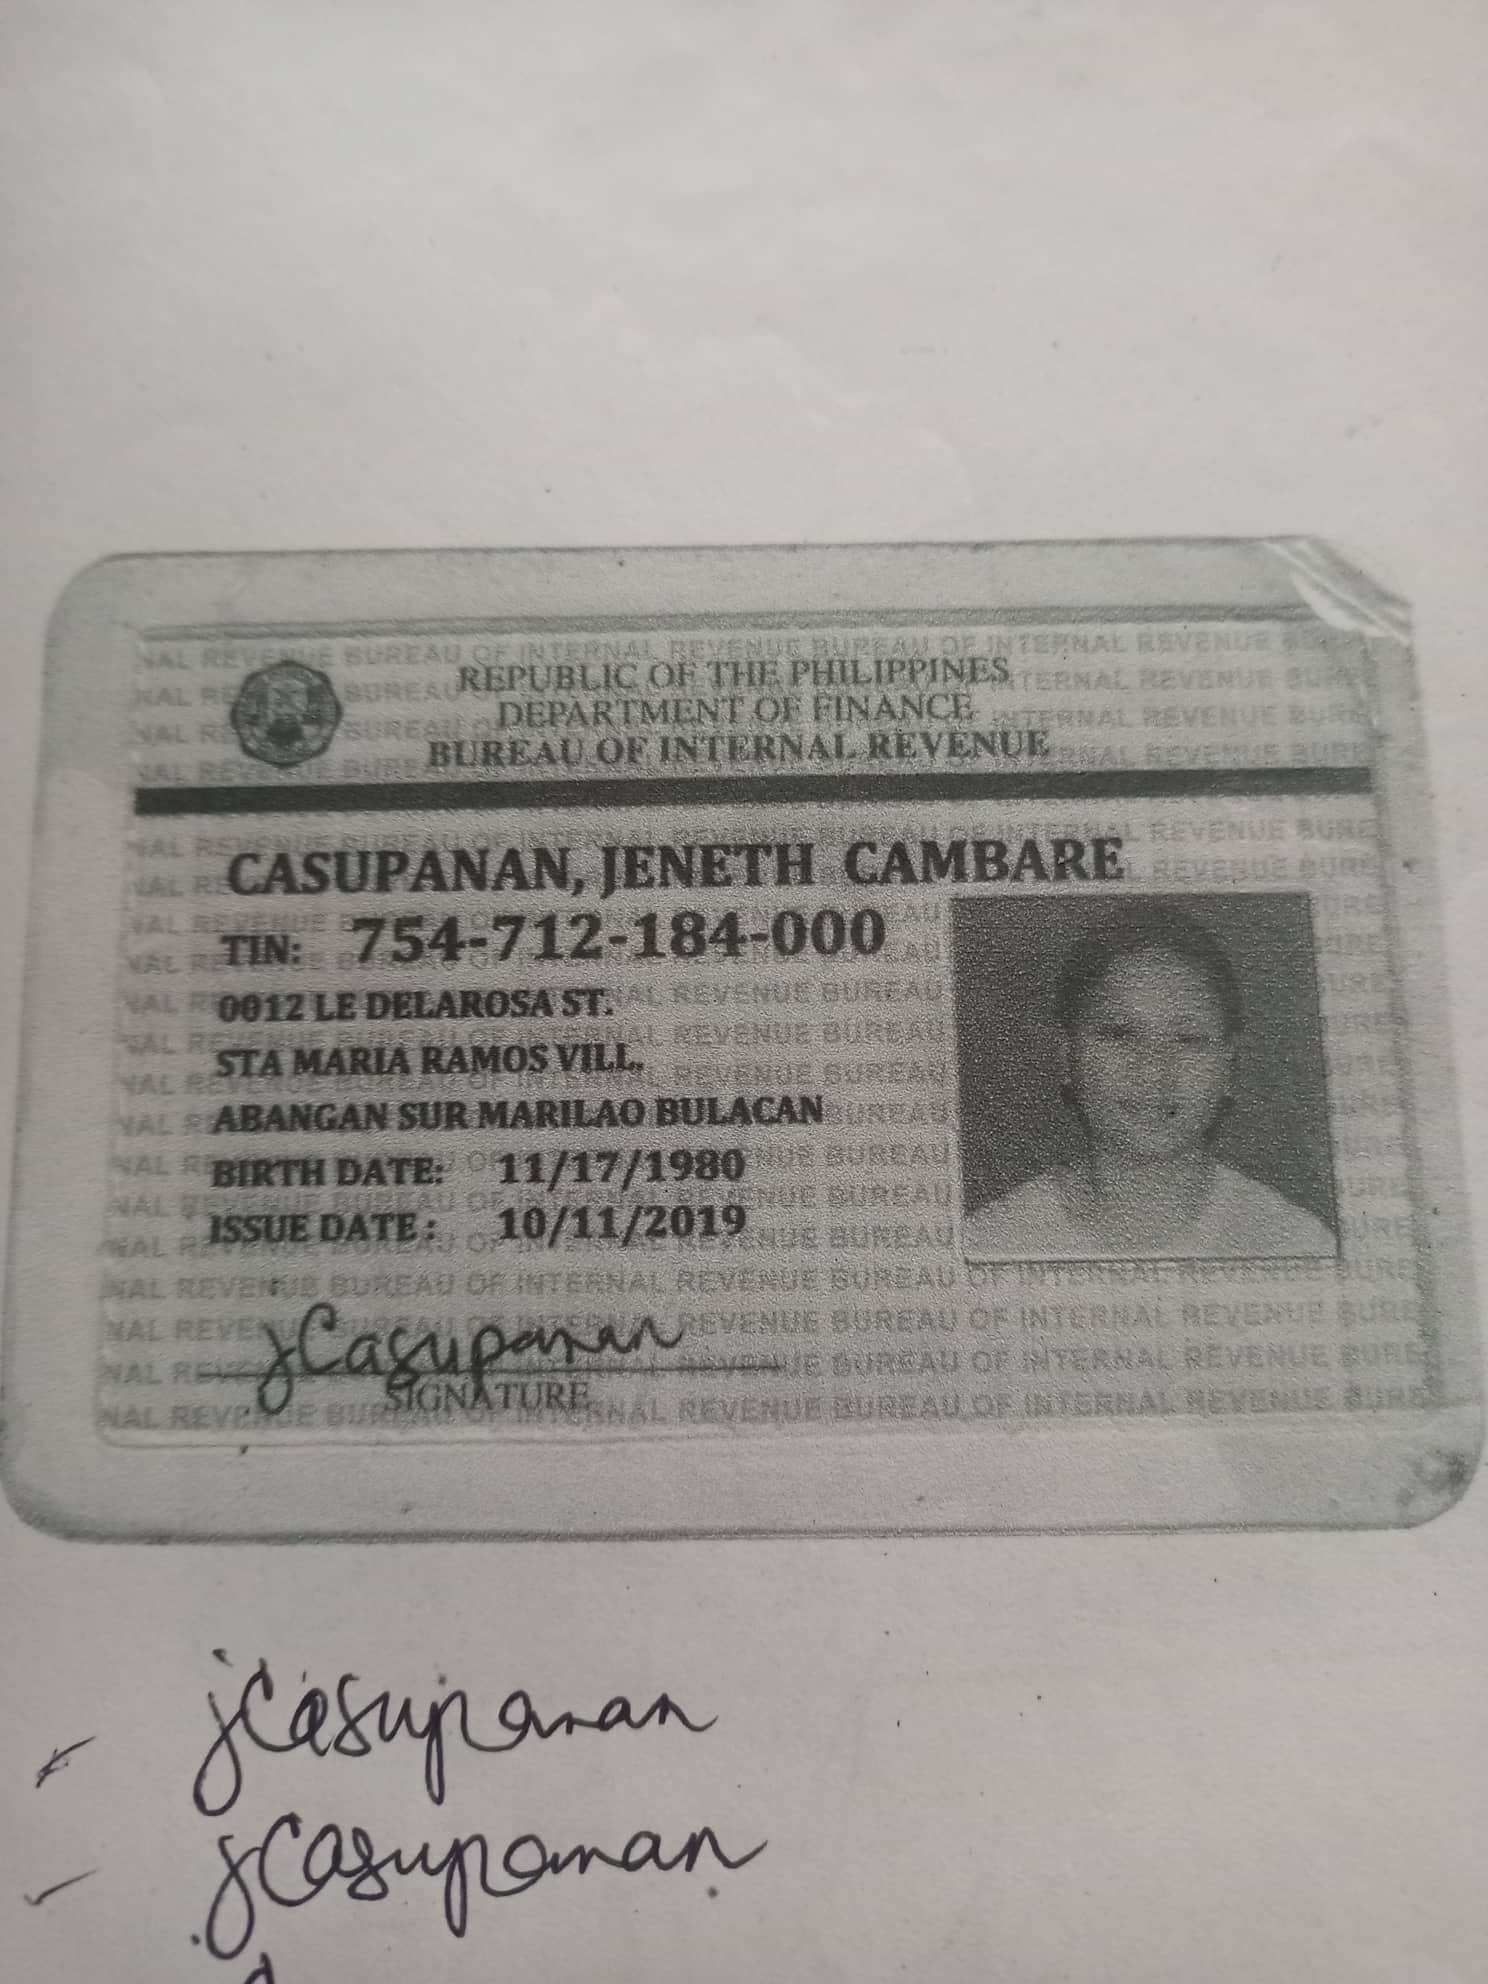 REPUBLIC OF THE PHILIPPINES
DEPARTMENT OF FINANCE
BUREAU OF INTERNAL REVENUE
CASUPANAN, JENETH CAMBARE
TIN: 754-712-184-000
0012 LE DELAROSA ST.
STA MARIA RAMOS VILL.
ABANGAN SUR MARILAO BULACAN
BIRTH DATE: 11/17/1980
ISSUE DATE: 10/11/2019
jCasupanan
SIGNATURE
jCasupanan
jCasupanan